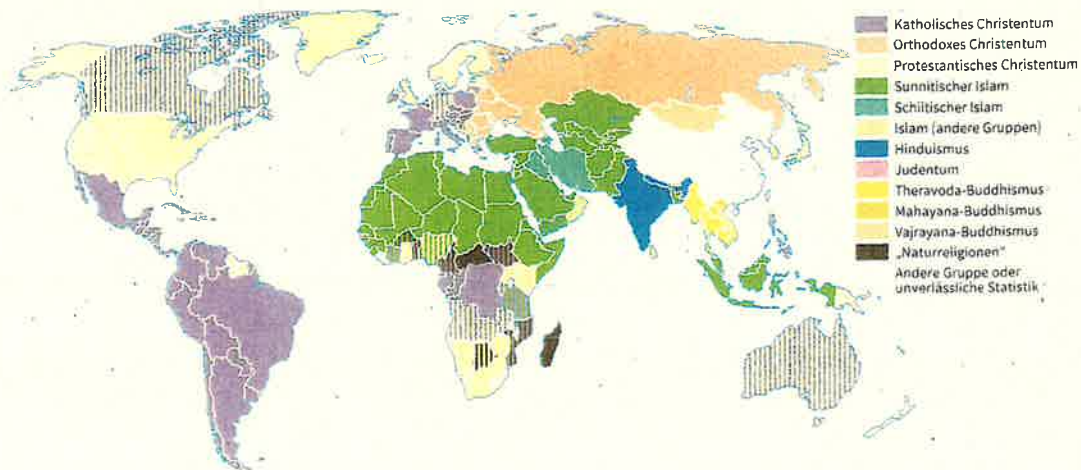 Katholisches Christentum
Orthodoxes Christentum
Protestantisches Christentum
Sunnitischer Islam
Schiitischer Islam
Islam (andere Gruppen)
Hinduismus
Judentum
Theravoda-Buddhismus
Mahayana-Buddhismus
Vajrayana-Buddhismus
„Naturreligionen“
Andere Gruppe oder
unverlässliche Statistik